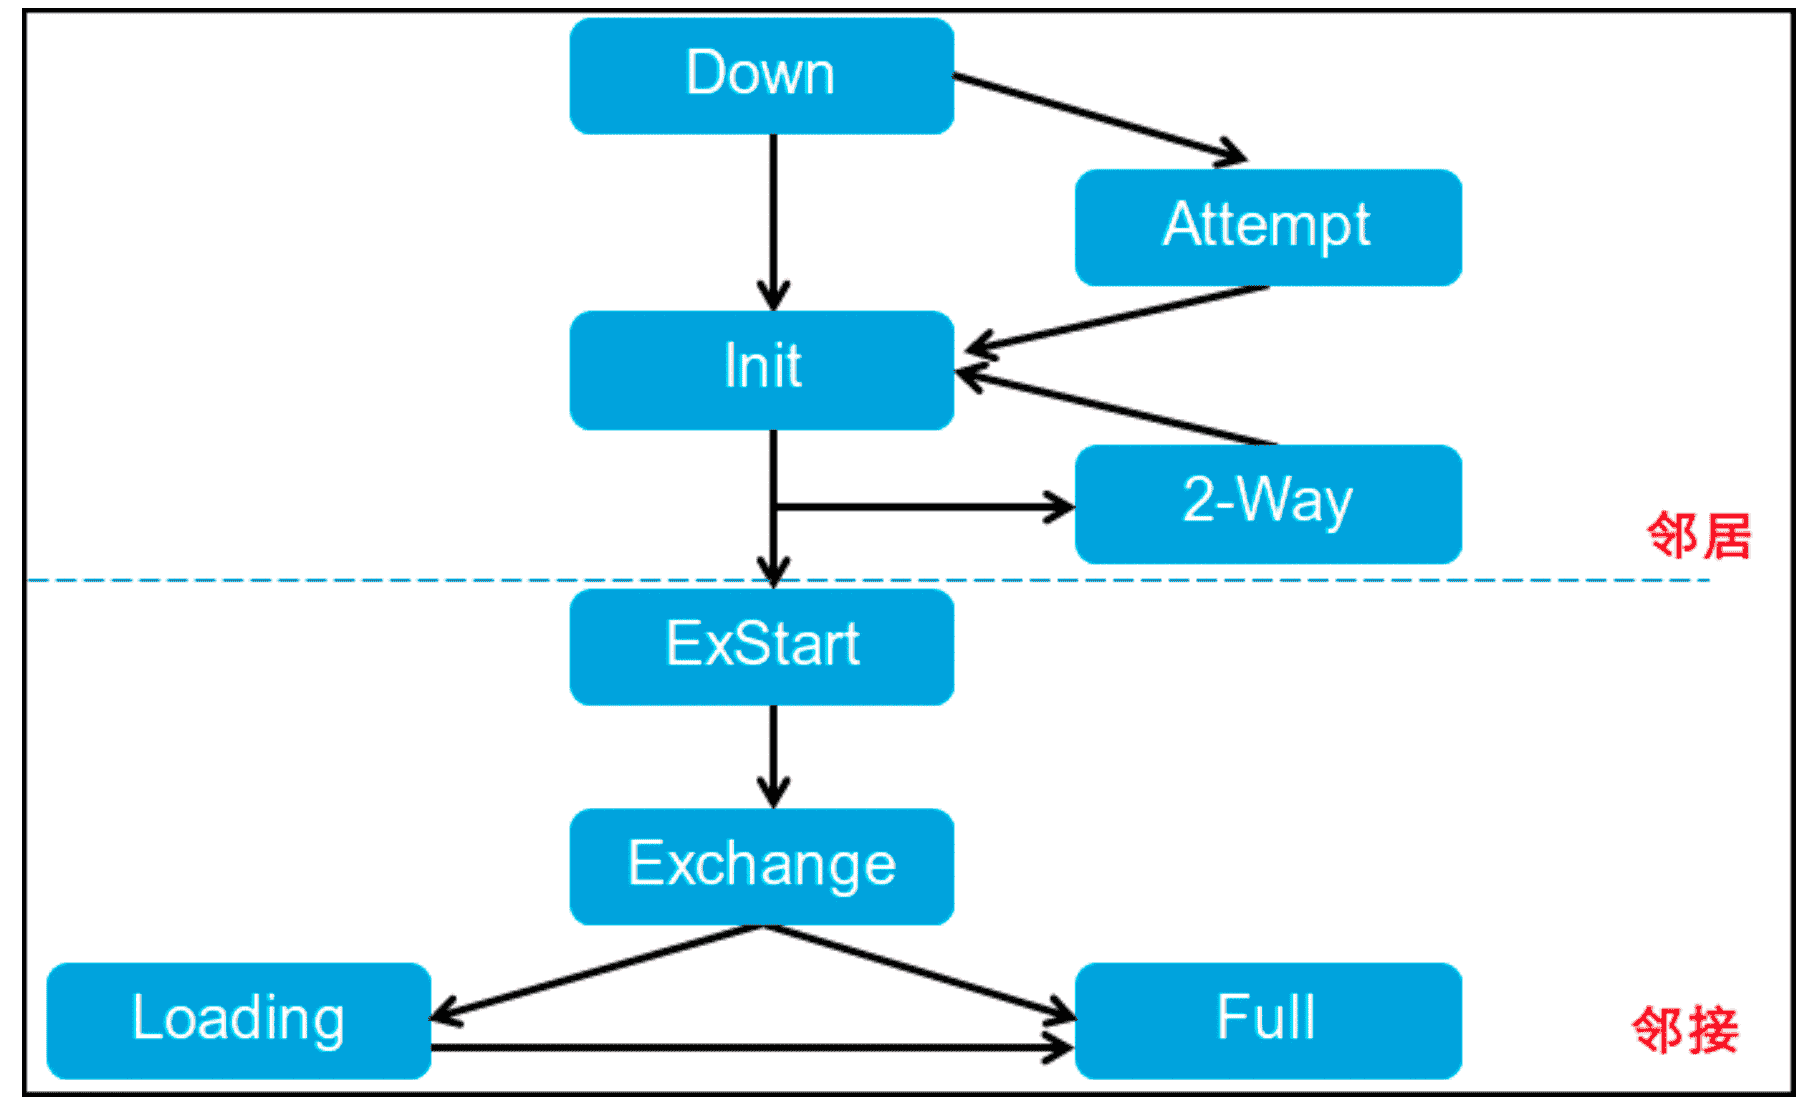 Down
Attempt
Init
2-Way
邻居
ExStart
Exchange
Loading
Full
邻接